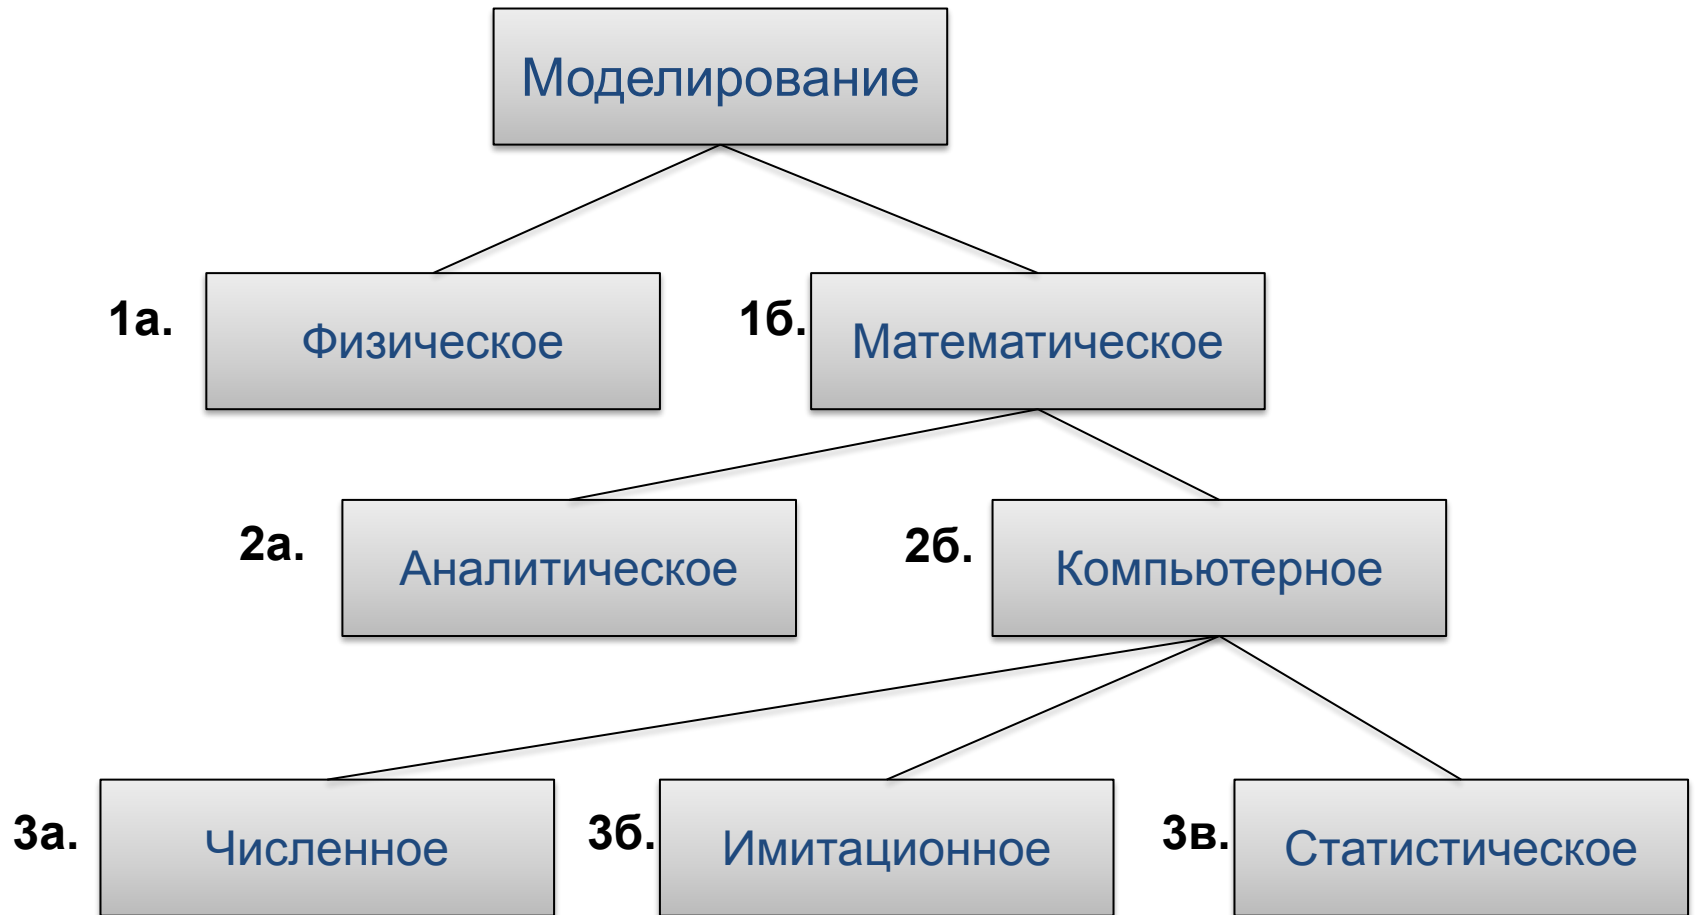 Моделирование
1а.
Физическое
1б.
Математическое
2а.
Аналитическое
2б.
Компьютерное
3а.
Численное
3б.
Имитационное
3в.
Статистическое